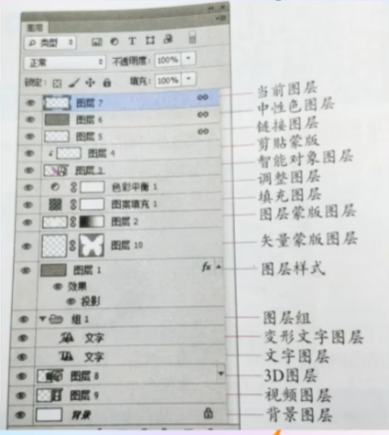 图层
类型
正常 不透明度: 100%
锁定: 填充: 100%
图层 7
图层 6
图层 5
图层 4
图层 3
色彩平衡 1
图案填充 1
图层 2
图层 10
图层 1 fx
效果
投影
组 1
文字
文字
图层 8
图层 9
背景
当前图层
中性色图层
链接图层
剪贴蒙版
智能对象图层
调整图层
填充图层
图层蒙版图层
矢量蒙版图层
图层样式
图层组
变形文字图层
文字图层
3D图层
视频图层
背景图层